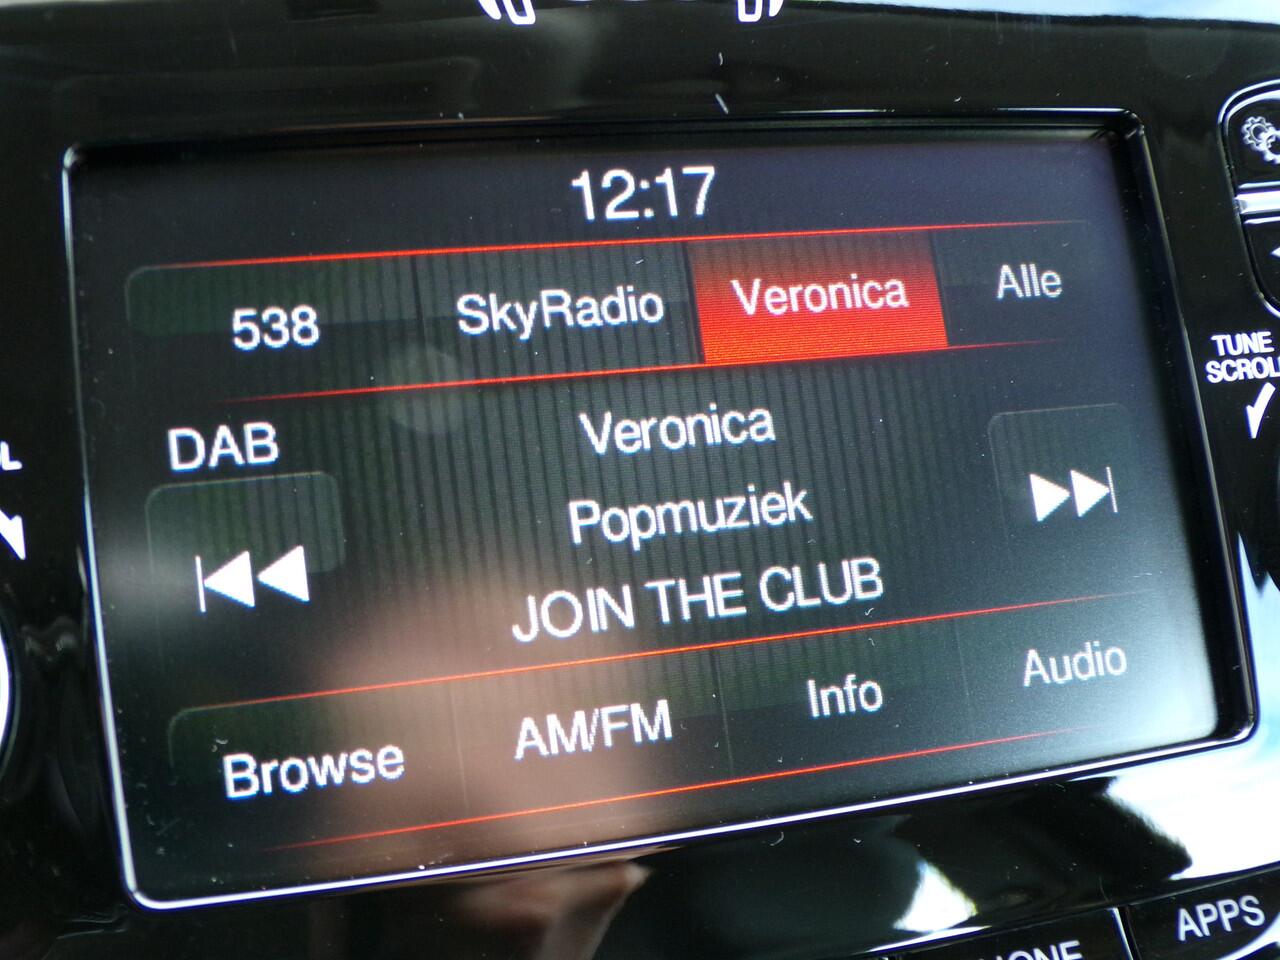 12:17
538 SkyRadio Veronica Alle
DAB
Veronica
Popmuziek
JOIN THE CLUB
Browse AM/FM Info Audio
TUNE
SCROLL
APPS